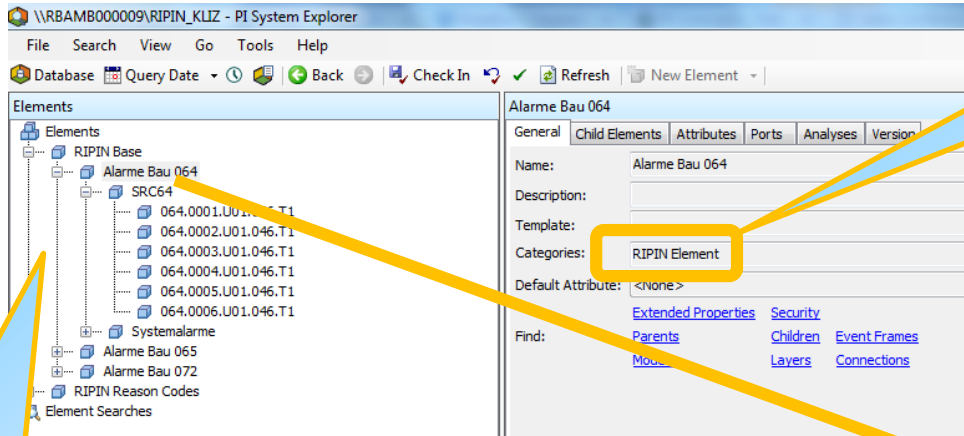 \\RBAMB000009\RIPIN_KLIZ - PI System Explorer
File Search View Go Tools Help
Database Query Date Back Check In Refresh New Element
Elements
Elements
RIPIN Base
Alarme Bau 064
SRC64
064.0001.U01.046.T1
064.0002.U01.046.T1
064.0003.U01.046.T1
064.0004.U01.046.T1
064.0005.U01.046.T1
064.0006.U01.046.T1
Systemalarme
Alarme Bau 065
Alarme Bau 072
RIPIN Reason Codes
Element Searches
Alarme Bau 064
General Child Elements Attributes Ports Analyses Version
Name: Alarme Bau 064
Description:
Template:
Categories: RIPIN Element
Default Attribute: <None>
Extended Properties Security
Find: Parents Children Event Frames
Layers Connections